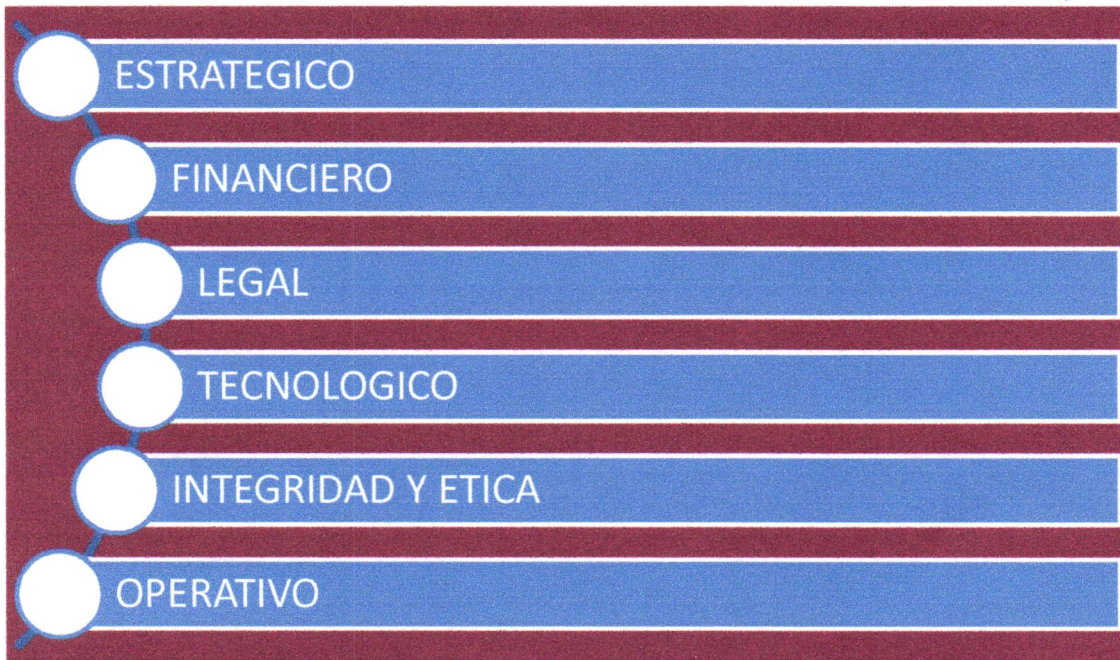 ESTRATEGICO
FINANCIERO
LEGAL
TECNOLOGICO
INTEGRIDAD Y ETICA
OPERATIVO